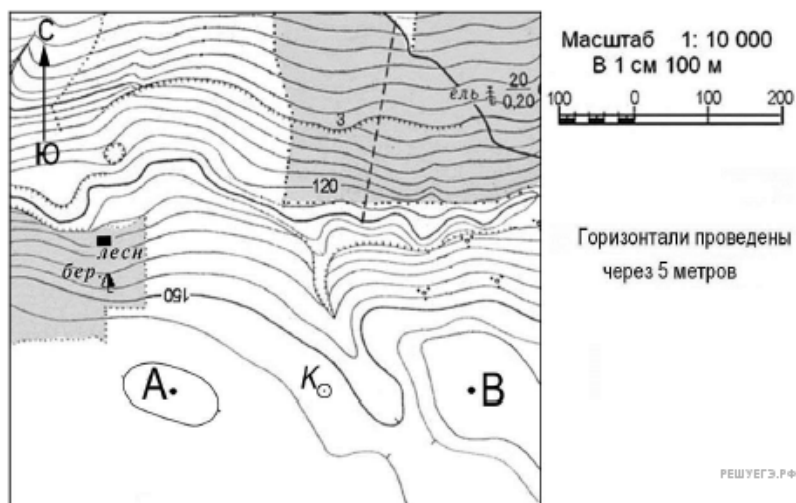 С
Ю
ель 20
0,20
3
120
лесн
бер.
150
А
К
В
Масштаб 1: 10 000
В 1 см 100 м
100 0 100 200
Горизонтали проведены
через 5 метров
РЕШУЕГЭ.РФ